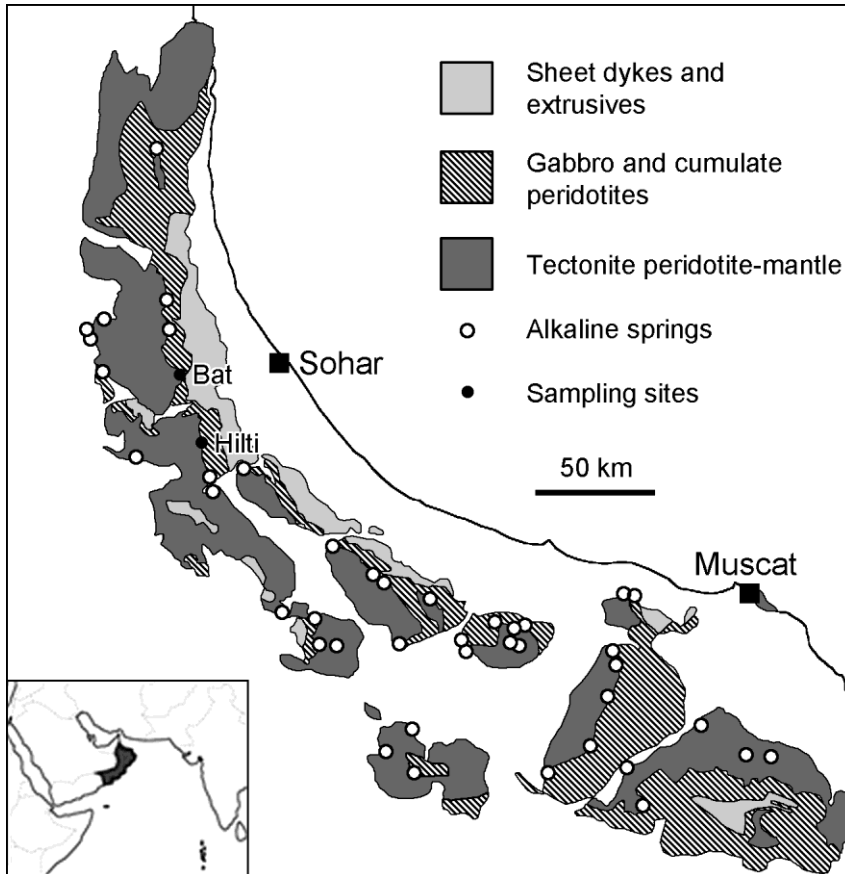 Sheet dykes and
extrusives
Gabbro and cumulate
peridotites
Tectonite peridotite-mantle
Alkaline springs
Sampling sites
50 km
Sohar
Bat
Hilti
Muscat